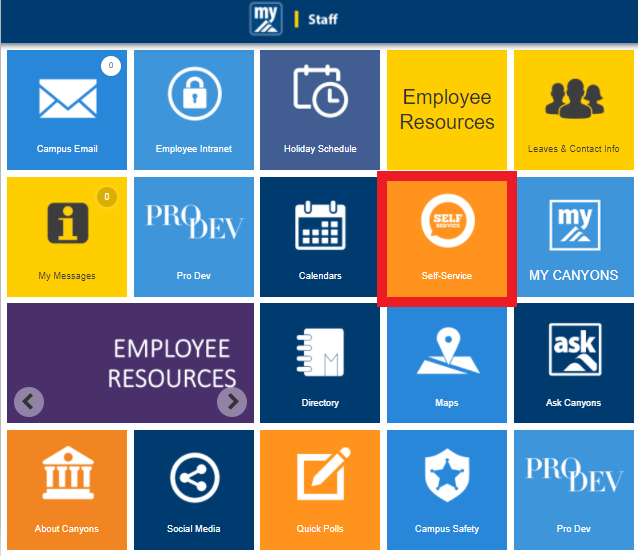 my
Staff
0
Campus Email
Employee Intranet
Holiday Schedule
Employee
Resources
Leaves & Contact Info
0
My Messages
PRO
DEV
Pro Dev
Calendars
SELF
SERVICE
Self-Service
my
MY CANYONS
EMPLOYEE
RESOURCES
M
Directory
Maps
ask
Ask Canyons
About Canyons
Social Media
Quick Polls
Campus Safety
PRO
DEV
Pro Dev